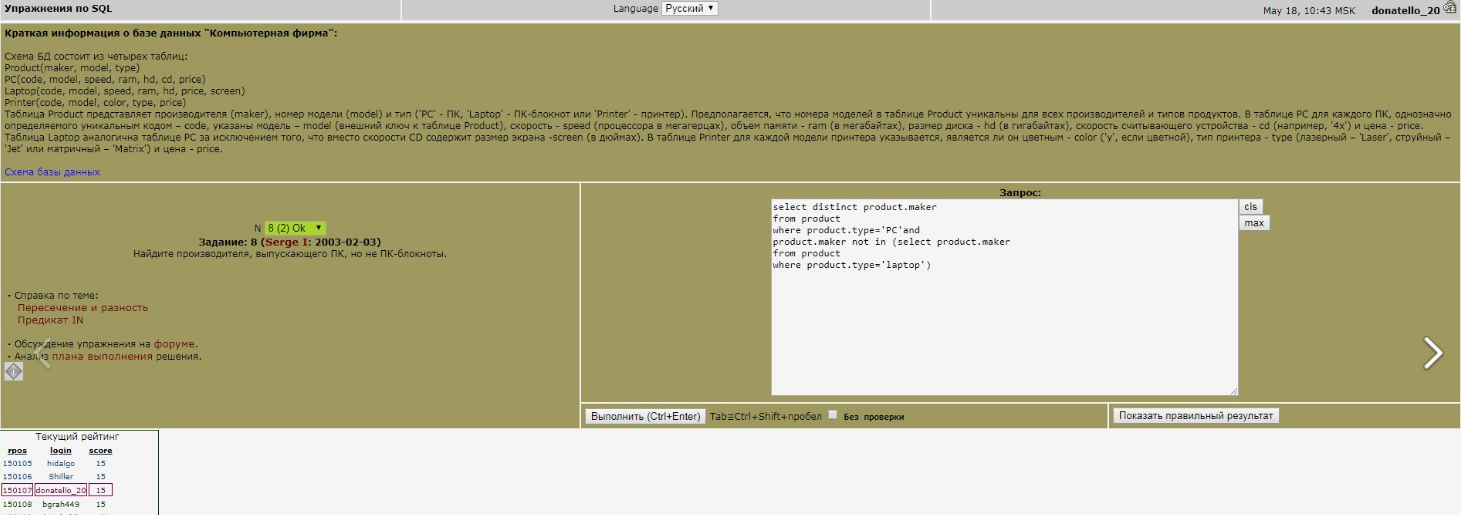 Упражнения по SQL
Language Русский
May 18, 10:43 MSK donatello_20
Краткая информация о базе данных "Компьютерная фирма":
Схема БД состоит из четырех таблиц:
Product(maker, model, type)
PC(code, model, speed, ram, hd, cd, price)
Laptop(code, model, speed, ram, hd, price, screen)
Printer(code, model, color, type, price)
Таблица Product представляет производителя (maker), номер модели (model) и тип ('PC' - ПК, 'Laptop' - ПК-блокнот или 'Printer' - принтер). Предполагается, что номера моделей в таблице Product уникальны для всех производителей и типов продуктов. В таблице PC для каждого ПК, однозначно
определяемого уникальным кодом – code, указаны модель – model (внешний ключ к таблице Product), скорость - speed (процессора в мегагерцах), объем памяти - ram (в мегабайтах), размер диска - hd (в гигабайтах), скорость считывающего устройства - cd (например, '4x') и цена - price.
Таблица Laptop аналогична таблице РС за исключением того, что вместо скорости CD содержит размер экрана -screen (в дюймах). В таблице Printer для каждой модели принтера указывается, является ли он цветным - color ('y', если цветной), тип принтера - type (лазерный – 'Laser', струйный –
'Jet' или матричный – 'Matrix') и цена - price.
Схема базы данных
N 8 (2) Ok
Задание: 8 (Serge I: 2003-02-03)
Найдите производителя, выпускающего ПК, но не ПК-блокноты.
- Справка по теме:
Пересечение и разность
Предикат IN
- Обсуждение упражнения на форуме.
- Анализ плана выполнения решения.
Запрос:
select distinct product.maker
from product
where product.type='PC'and
product.maker not in (select product.maker
from product
where product.type='laptop')
cls
max
Выполнить (Ctrl+Enter) Tab≡Ctrl+Shift+пробел Без проверки
Показать правильный результат
Текущий рейтинг
rpos login score
150105 hidalgo 15
150106 Shiller 15
150107 donatello_20 15
150108 bgrah449 15